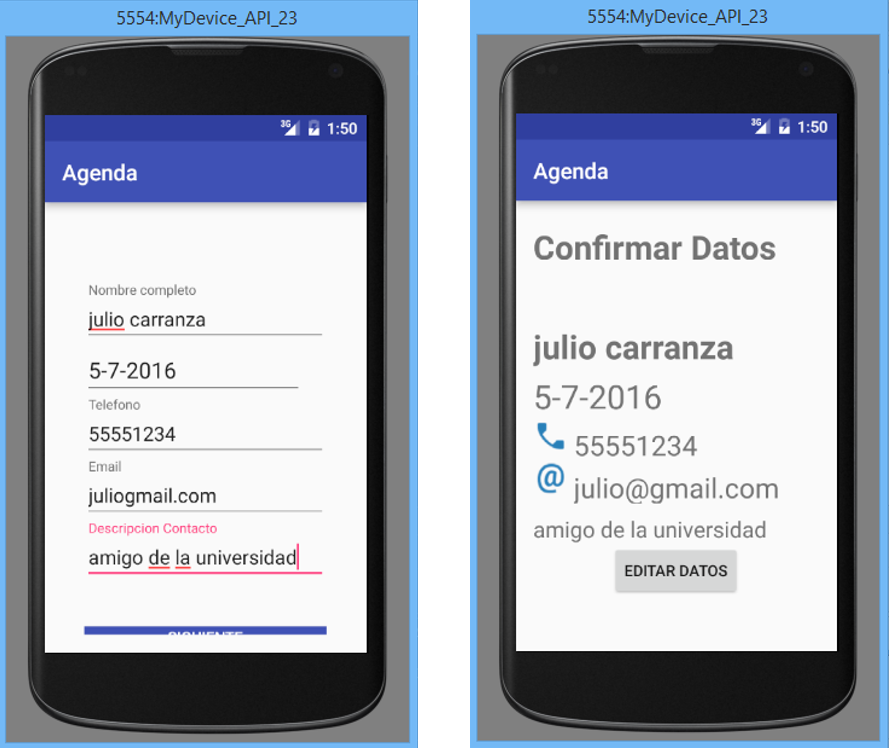 5554:MyDevice_API_23
3G 1:50
Agenda
Nombre completo
julio carranza
5-7-2016
Telefono
55551234
Email
juliogmail.com
Descripcion Contacto
amigo de la universidad
SIGUIENTE
5554:MyDevice_API_23
3G 1:50
Agenda
Confirmar Datos
julio carranza
5-7-2016
55551234
@ julio@gmail.com
amigo de la universidad
EDITAR DATOS